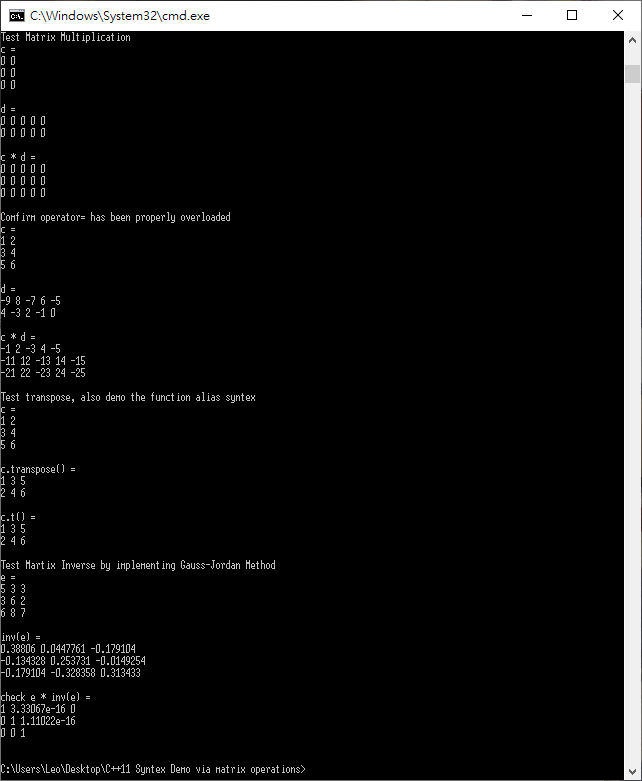 C:\Windows\System32\cmd.exe
Test Matrix Multiplication
c =
0 0
0 0
0 0
d =
0 0 0 0 0
0 0 0 0 0
c * d =
0 0 0 0 0
0 0 0 0 0
0 0 0 0 0
Comfirm operator= has been properly overloaded
c =
1 2
3 4
5 6
d =
-9 8 -7 6 -5
4 -3 2 -1 0
c * d =
-1 2 -3 4 -5
-11 12 -13 14 -15
-21 22 -23 24 -25
Test transpose, also demo the function alias syntex
c =
1 2
3 4
5 6
c.transpose() =
1 3 5
2 4 6
c.t() =
1 3 5
2 4 6
Test Martix Inverse by implementing Gauss-Jordan Method
e =
5 3 3
3 6 2
6 8 7
inv(e) =
0.38806 0.0447761 -0.179104
-0.134328 0.253731 -0.0149254
-0.179104 -0.328358 0.313433
check e * inv(e) =
1 3.33067e-16 0
0 1 1.11022e-16
0 0 1
C:\Users\Leo\Desktop\C++11 Syntex Demo via matrix operations>